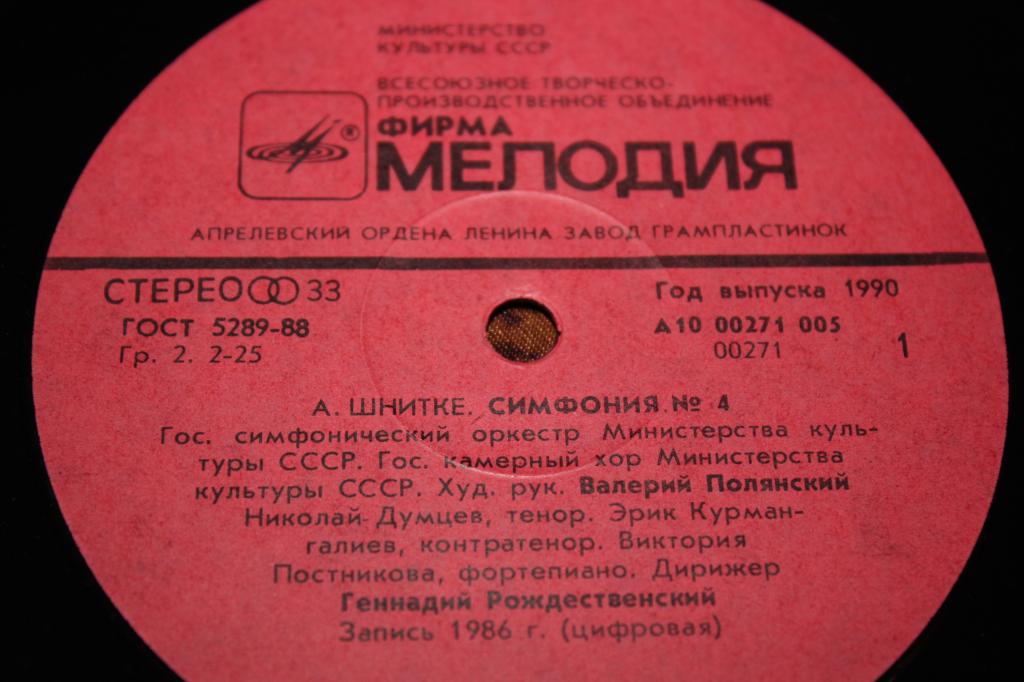 МИНИСТЕРСТВО
КУЛЬТУРЫ СССР
ВСЕСОЮЗНОЕ ТВОРЧЕСКО-
ПРОИЗВОДСТВЕННОЕ ОБЪЕДИНЕНИЕ
ФИРМА
®
МЕЛОДИЯ
АПРЕЛЕВСКИЙ ОРДЕНА ЛЕНИНА ЗАВОД ГРАМПЛАСТИНОК
СТЕРЕО 33
ГОСТ 5289-88
Гр. 2. 2-25
Год выпуска 1990
А10 00271 005
00271
1
А. ШНИТКЕ. СИМФОНИЯ № 4
Гос. симфонический оркестр Министерства куль-
туры СССР. Гос. камерный хор Министерства
культуры СССР. Худ. рук. Валерий Полянский
Николай Думцев, тенор. Эрик Курман-
галиев, контратенор. Виктория
Постникова, фортепиано. Дирижер
Геннадий Рождественский
Запись 1986 г. (цифровая)